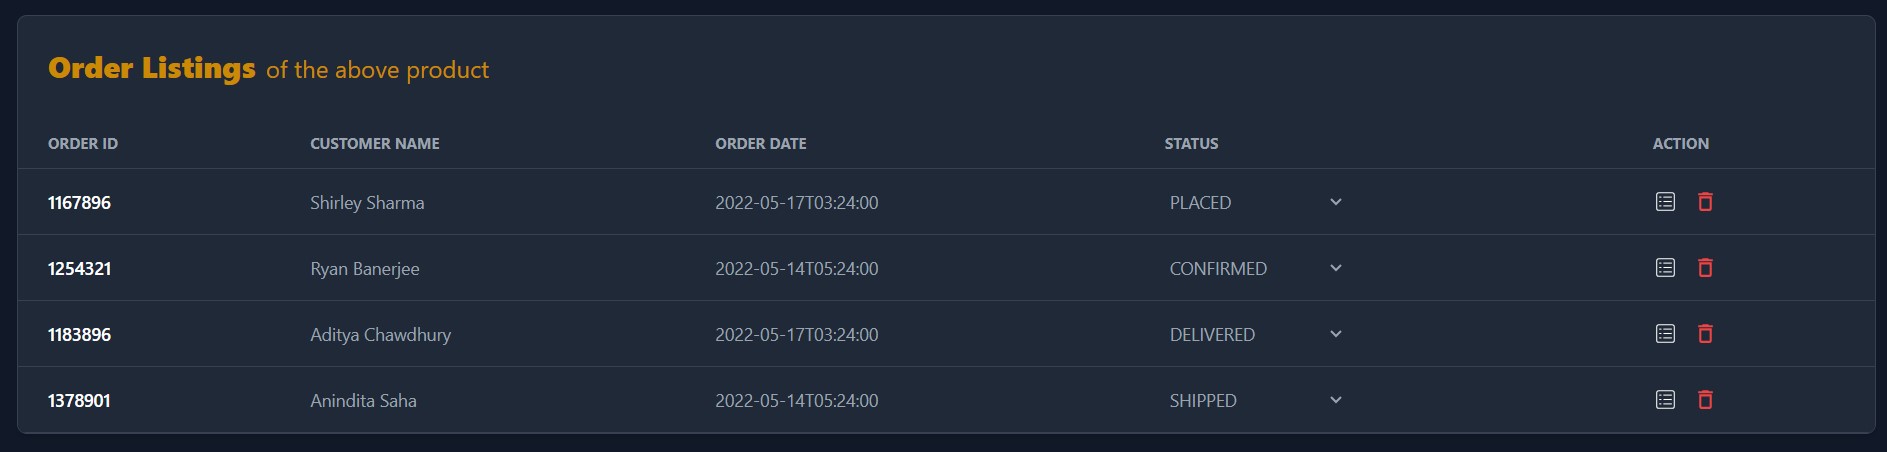 Order Listings of the above product
ORDER ID CUSTOMER NAME ORDER DATE STATUS ACTION
1167896 Shirley Sharma 2022-05-17T03:24:00 PLACED
1254321 Ryan Banerjee 2022-05-14T05:24:00 CONFIRMED
1183896 Aditya Chawdhury 2022-05-17T03:24:00 DELIVERED
1378901 Anindita Saha 2022-05-14T05:24:00 SHIPPED